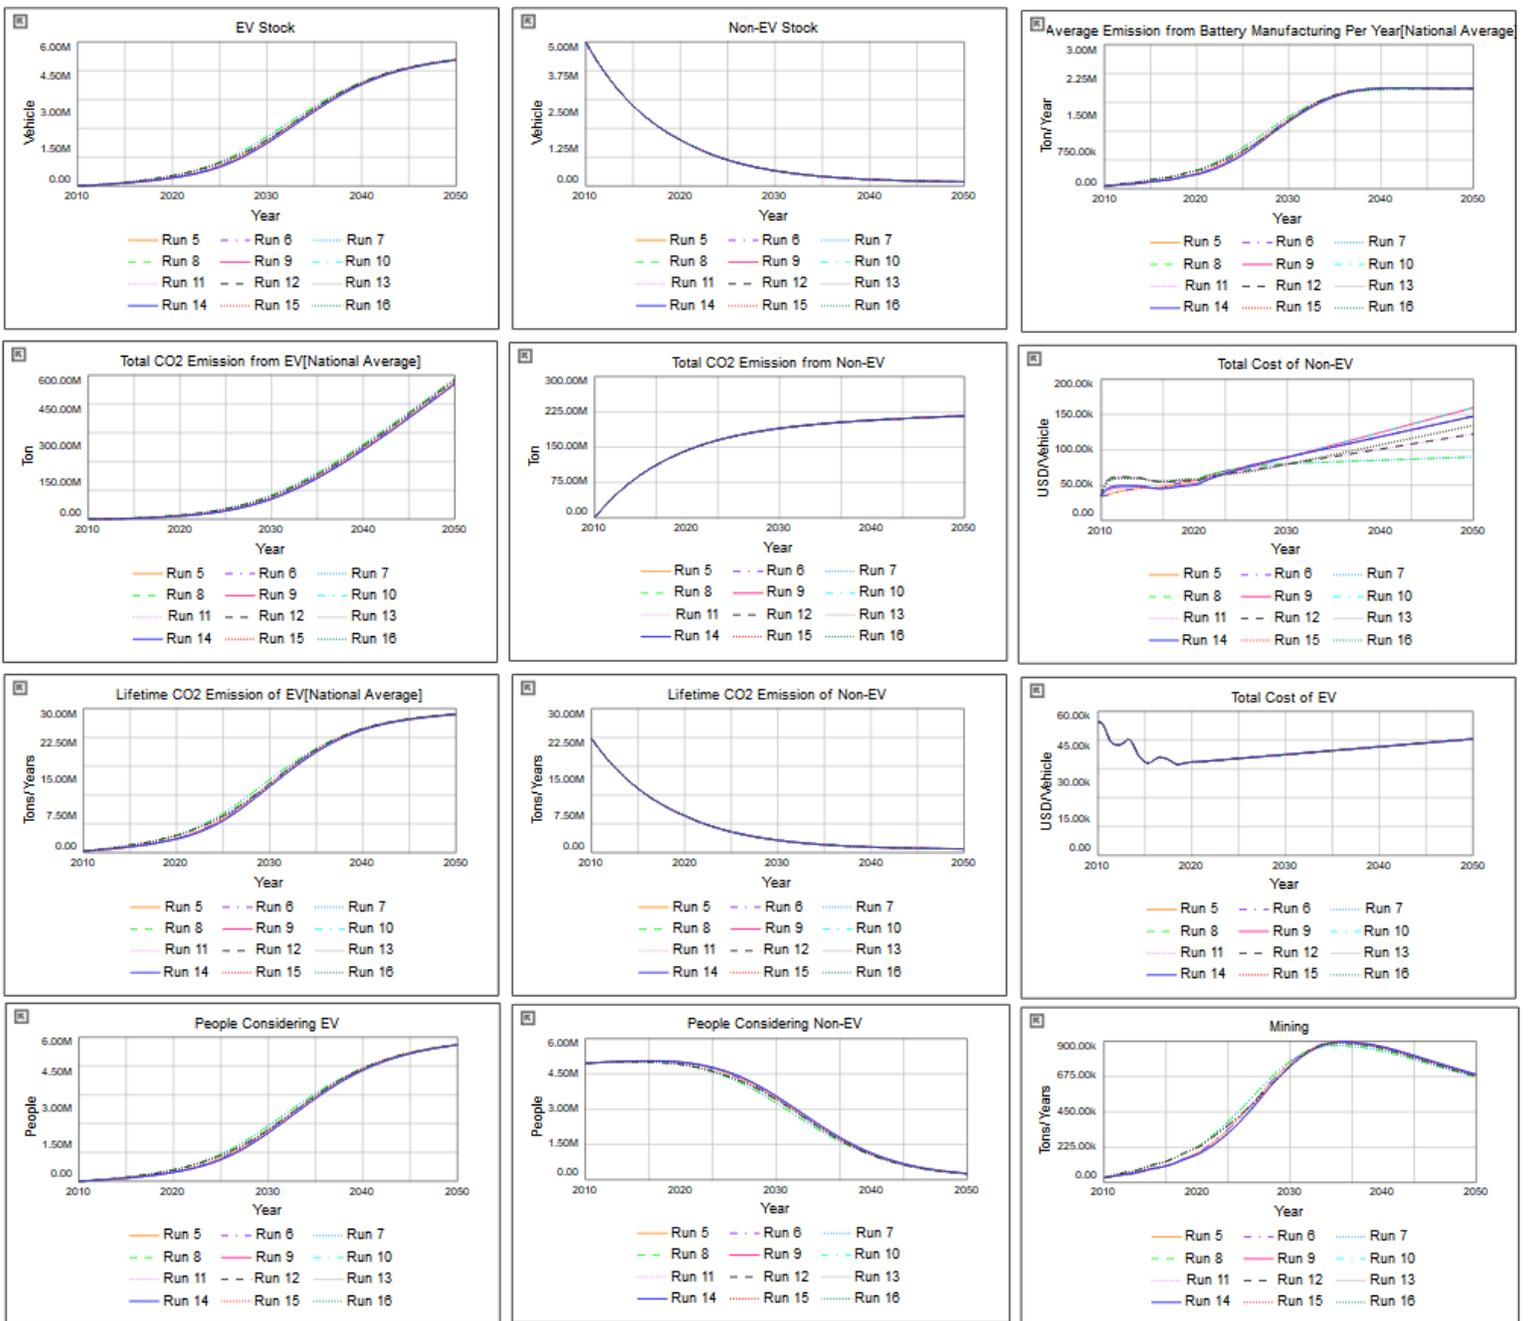 EV Stock
6.00M
4.50M
3.00M
1.50M
0.00
Vehicle
2010 2020 2030 2040 2050
Year
Run 5 Run 6 Run 7
Run 8 Run 9 Run 10
Run 11 Run 12 Run 13
Run 14 Run 15 Run 16
Non-EV Stock
5.00M
3.75M
2.50M
1.25M
0.00
Vehicle
2010 2020 2030 2040 2050
Year
Run 5 Run 6 Run 7
Run 8 Run 9 Run 10
Run 11 Run 12 Run 13
Run 14 Run 15 Run 16
Average Emission from Battery Manufacturing Per Year[National Average]
3.00M
2.25M
1.50M
750.00k
0.00
Ton/Year
2010 2020 2030 2040 2050
Year
Run 5 Run 6 Run 7
Run 8 Run 9 Run 10
Run 11 Run 12 Run 13
Run 14 Run 15 Run 16
Total CO2 Emission from EV[National Average]
600.00M
450.00M
300.00M
150.00M
0.00
Ton
2010 2020 2030 2040 2050
Year
Run 5 Run 6 Run 7
Run 8 Run 9 Run 10
Run 11 Run 12 Run 13
Run 14 Run 15 Run 16
Total CO2 Emission from Non-EV
300.00M
225.00M
150.00M
75.00M
0.00
Ton
2010 2020 2030 2040 2050
Year
Run 5 Run 6 Run 7
Run 8 Run 9 Run 10
Run 11 Run 12 Run 13
Run 14 Run 15 Run 16
Total Cost of Non-EV
200.00k
150.00k
100.00k
50.00k
0.00
USD/Vehicle
2010 2020 2030 2040 2050
Year
Run 5 Run 6 Run 7
Run 8 Run 9 Run 10
Run 11 Run 12 Run 13
Run 14 Run 15 Run 16
Lifetime CO2 Emission of EV[National Average]
30.00M
22.50M
15.00M
7.50M
0.00
Tons/Years
2010 2020 2030 2040 2050
Year
Run 5 Run 6 Run 7
Run 8 Run 9 Run 10
Run 11 Run 12 Run 13
Run 14 Run 15 Run 16
Lifetime CO2 Emission of Non-EV
30.00M
22.50M
15.00M
7.50M
0.00
Tons/Years
2010 2020 2030 2040 2050
Year
Run 5 Run 6 Run 7
Run 8 Run 9 Run 10
Run 11 Run 12 Run 13
Run 14 Run 15 Run 16
Total Cost of EV
60.00k
45.00k
30.00k
15.00k
0.00
USD/Vehicle
2010 2020 2030 2040 2050
Year
Run 5 Run 6 Run 7
Run 8 Run 9 Run 10
Run 11 Run 12 Run 13
Run 14 Run 15 Run 16
People Considering EV
6.00M
4.50M
3.00M
1.50M
0.00
People
2010 2020 2030 2040 2050
Year
Run 5 Run 6 Run 7
Run 8 Run 9 Run 10
Run 11 Run 12 Run 13
Run 14 Run 15 Run 16
People Considering Non-EV
6.00M
4.50M
3.00M
1.50M
0.00
People
2010 2020 2030 2040 2050
Year
Run 5 Run 6 Run 7
Run 8 Run 9 Run 10
Run 11 Run 12 Run 13
Run 14 Run 15 Run 16
Mining
900.00k
675.00k
450.00k
225.00k
0.00
Tons/Years
2010 2020 2030 2040 2050
Year
Run 5 Run 6 Run 7
Run 8 Run 9 Run 10
Run 11 Run 12 Run 13
Run 14 Run 15 Run 16